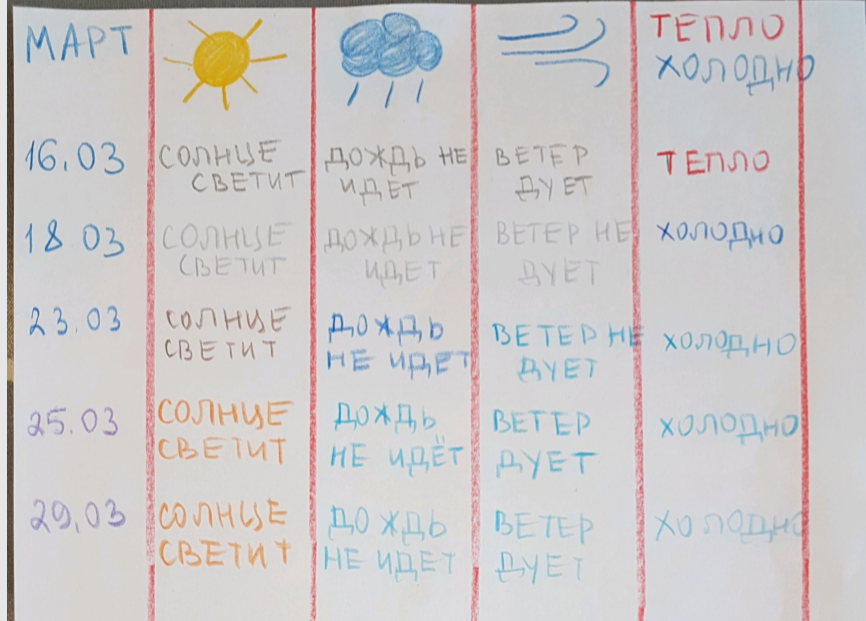 МАРТ
ТЕПЛО
ХОЛОДНО
16.03 СОЛНЦЕ ДОЖДЬ НЕ ВЕТЕР ТЕПЛО
СВЕТИТ ИДЕТ ДУЕТ
18 03 СОЛНЦЕ ДОЖДЬ НЕ ВЕТЕР НЕ ХОЛОДНО
СВЕТИТ ИДЕТ ДУЕТ
23.03 СОЛНЦЕ ДОЖДЬ ВЕТЕР НЕ ХОЛОДНО
СВЕТИТ НЕ ИДЕТ ДУЕТ
25.03 СОЛНЦЕ ДОЖДЬ ВЕТЕР ХОЛОДНО
СВЕТИТ НЕ ИДЁТ ДУЕТ
29.03 СОЛНЦЕ ДОЖДЬ ВЕТЕР ХОЛОДНО
СВЕТИТ НЕ ИДЕТ ДУЕТ